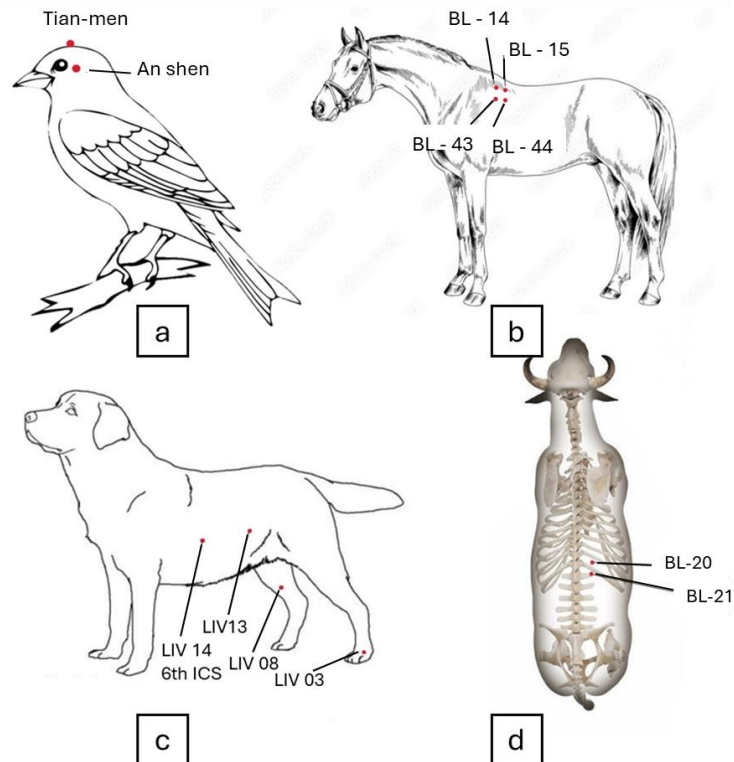 Tian-men
An shen
a
BL - 14
BL - 15
BL - 43 BL - 44
b
LIV 14
6th ICS
LIV13
LIV 08
LIV 03
c
BL-20
BL-21
d